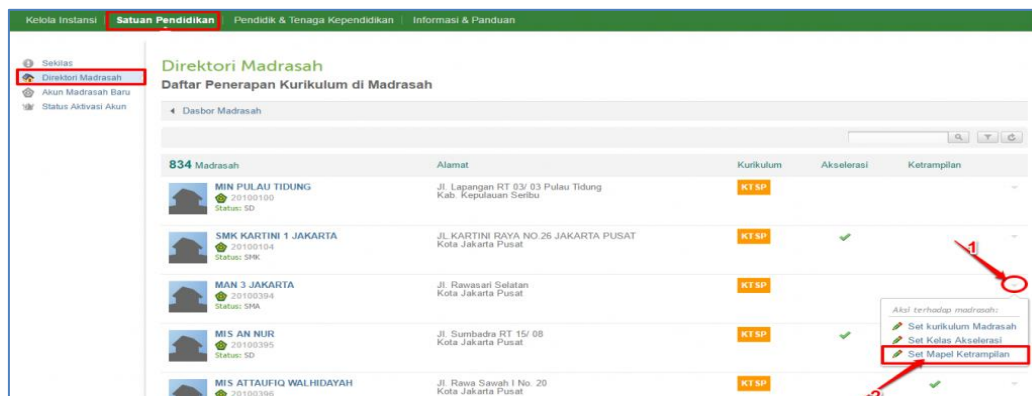 Kelola Instansi Satuan Pendidikan Pendidik & Tenaga Kependidikan Informasi & Panduan
Sekilas
Direktori Madrasah
Akun Madrasah Baru
Status Aktivasi Akun
Direktori Madrasah
Daftar Penerapan Kurikulum di Madrasah
Dasbor Madrasah
834 Madrasah Alamat Kurikulum Akselerasi Ketrampilan
MIN PULAU TIDUNG
20100100
Status: SD
Jl. Lapangan RT 03/ 03 Pulau Tidung
Kab. Kepulauan Seribu
KTSP
SMK KARTINI 1 JAKARTA
20100104
Status: SMK
JL.KARTINI RAYA NO.26 JAKARTA PUSAT
Kota Jakarta Pusat
KTSP
1
MAN 3 JAKARTA
20100394
Status: SMA
Jl. Rawasari Selatan
Kota Jakarta Pusat
KTSP
Aksi terhadap madrasah:
Set kurikulum Madrasah
Set Kelas Akselerasi
Set Mapel Ketrampilan
MIS AN NUR
20100395
Status: SD
Jl. Sumbadra RT 15/ 08
Kota Jakarta Pusat
KTSP
2
MIS ATTAUFIQ WALHIDAYAH
20100396
Jl. Rawa Sawah I No. 20
Kota Jakarta Pusat
KTSP